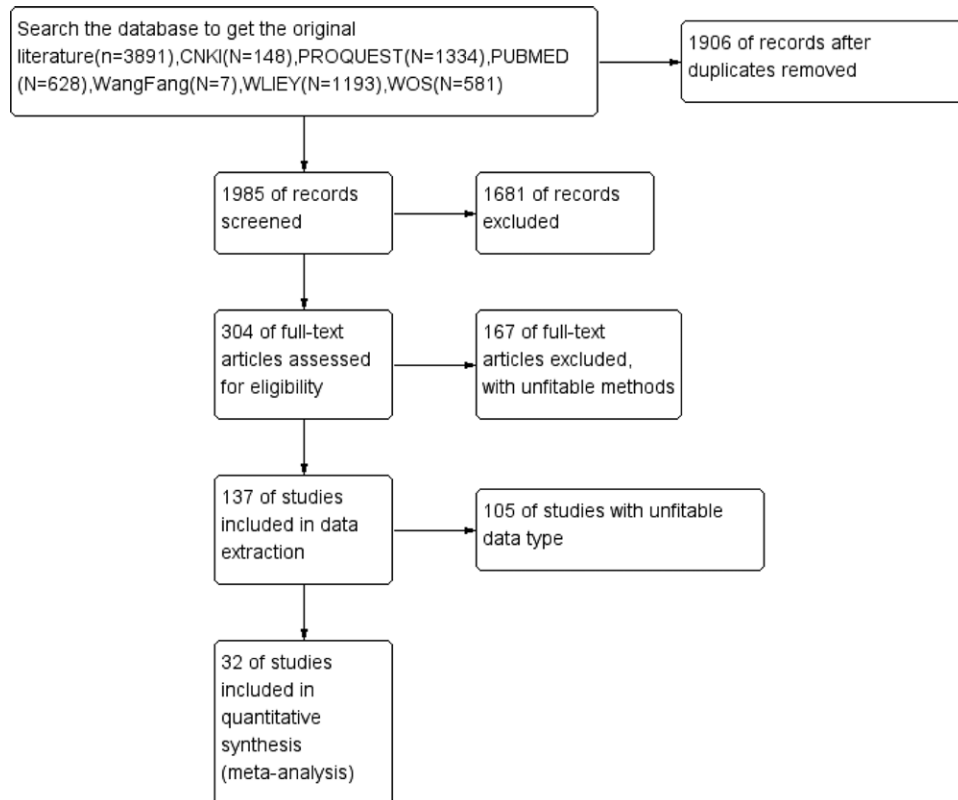 Search the database to get the original
literature(n=3891),CNKI(N=148),PROQUEST(N=1334),PUBMED
(N=628),WangFang(N=7),WLIEY(N=1193),WOS(N=581)
1906 of records after
duplicates removed
1985 of records
screened
1681 of records
excluded
304 of full-text
articles assessed
for eligibility
167 of full-text
articles excluded,
with unfitable methods
137 of studies
included in data
extraction
105 of studies with unfitable
data type
32 of studies
included in
quantitative
synthesis
(meta-analysis)